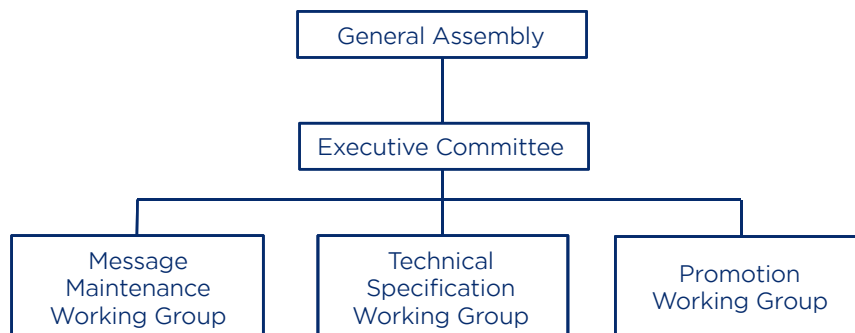 General Assembly
Executive Committee
Message
Maintenance
Working Group
Technical
Specification
Working Group
Promotion
Working Group